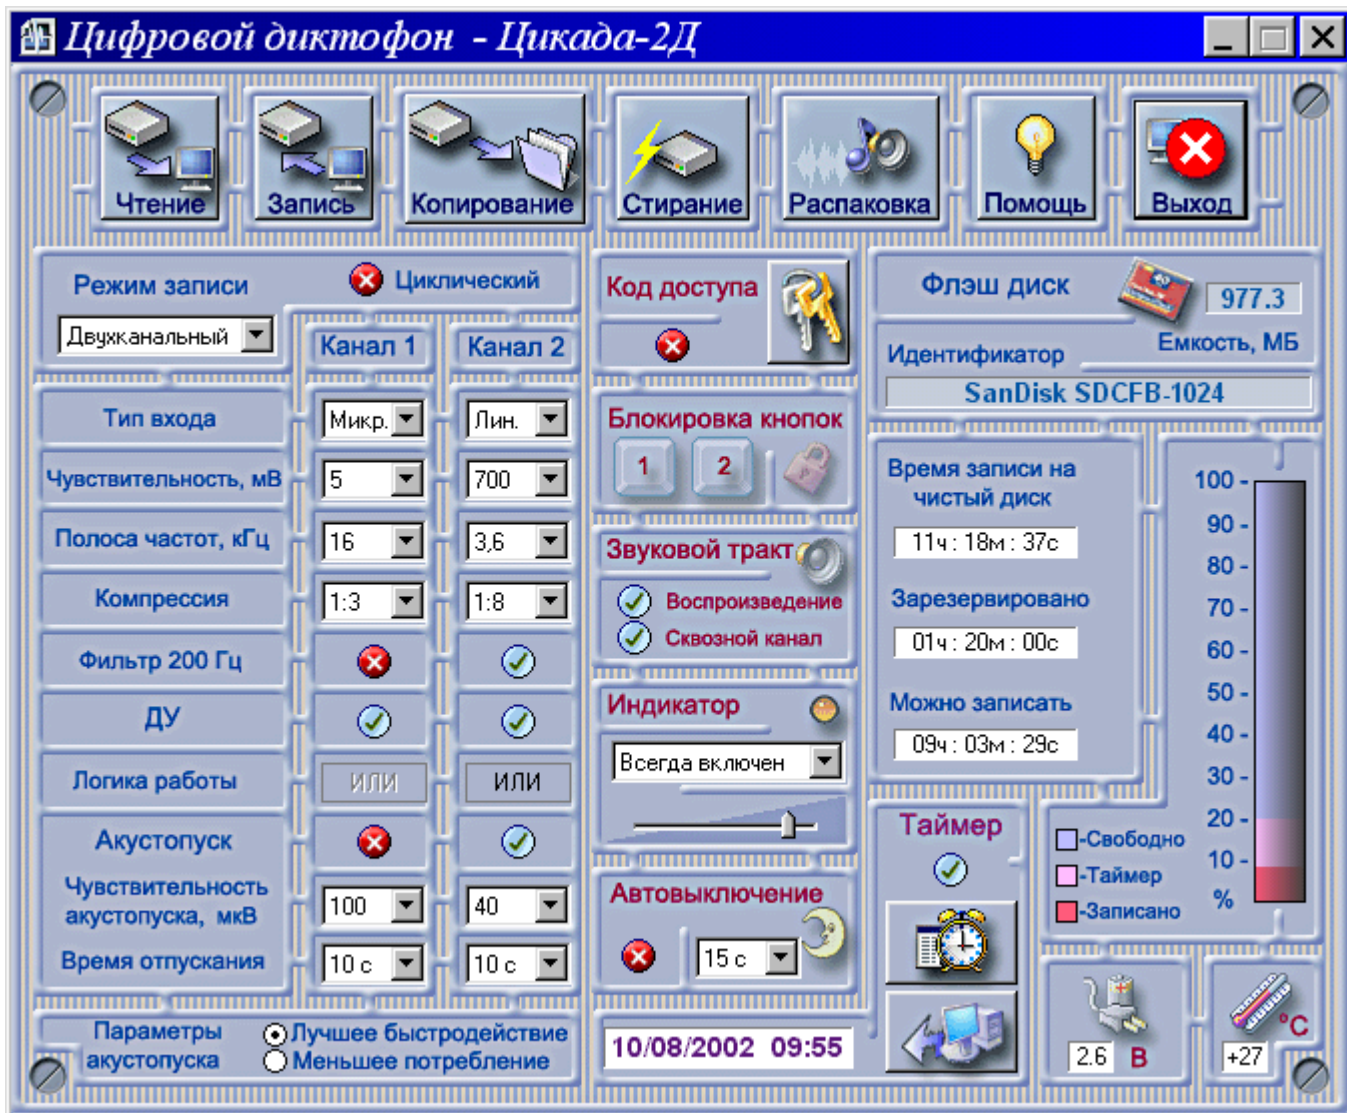 Цифровой диктофон - Цикада-2Д
Чтение
Запись
Копирование
Стирание
Распаковка
Помощь
Выход
Режим записи
Циклический
Двухканальный
Канал 1
Канал 2
Тип входа
Микр.
Лин.
Чувствительность, мВ
5
700
Полоса частот, кГц
16
3,6
Компрессия
1:3
1:8
Фильтр 200 Гц
ДУ
Логика работы
ИЛИ
ИЛИ
Акустопуск
Чувствительность
акустопуска, мкВ
100
40
Время отпускания
10 с
10 с
Параметры
акустопуска
Лучшее быстродействие
Меньшее потребление
Код доступа
Блокировка кнопок
1
2
Звуковой тракт
Воспроизведение
Сквозной канал
Индикатор
Всегда включен
Автовыключение
15 с
10/08/2002 09:55
Флэш диск
977.3
Емкость, МБ
Идентификатор
SanDisk SDCFB-1024
Время записи на
чистый диск
11ч : 18м : 37с
Зарезервировано
01ч : 20м : 00с
Можно записать
09ч : 03м : 29с
100 -
90 -
80 -
70 -
60 -
50 -
40 -
30 -
20 -
10 -
%
-Свободно
-Таймер
-Записано
Таймер
2.6 В
°C
+27